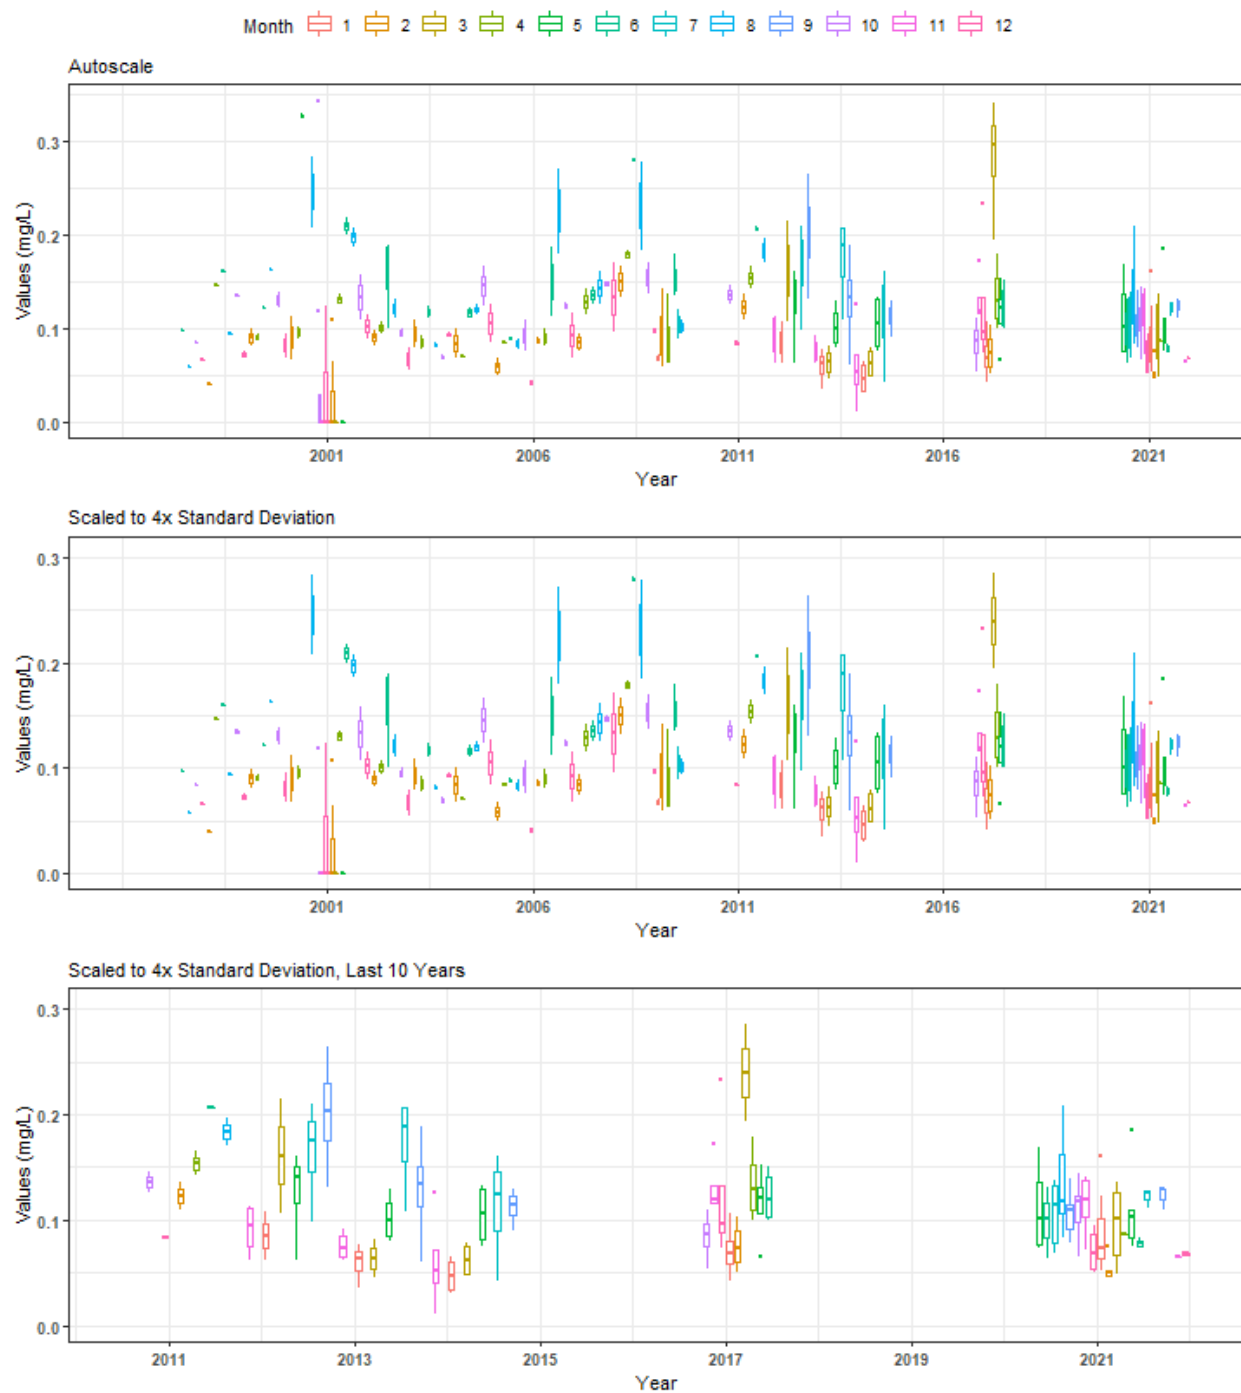 Month 1 2 3 4 5 6 7 8 9 10 11 12
Autoscale
Values (mg/L)
0.3
0.2
0.1
0.0
2001 2006 2011 2016 2021
Year
Scaled to 4x Standard Deviation
Values (mg/L)
0.3
0.2
0.1
0.0
2001 2006 2011 2016 2021
Year
Scaled to 4x Standard Deviation, Last 10 Years
Values (mg/L)
0.3
0.2
0.1
0.0
2011 2013 2015 2017 2019 2021
Year